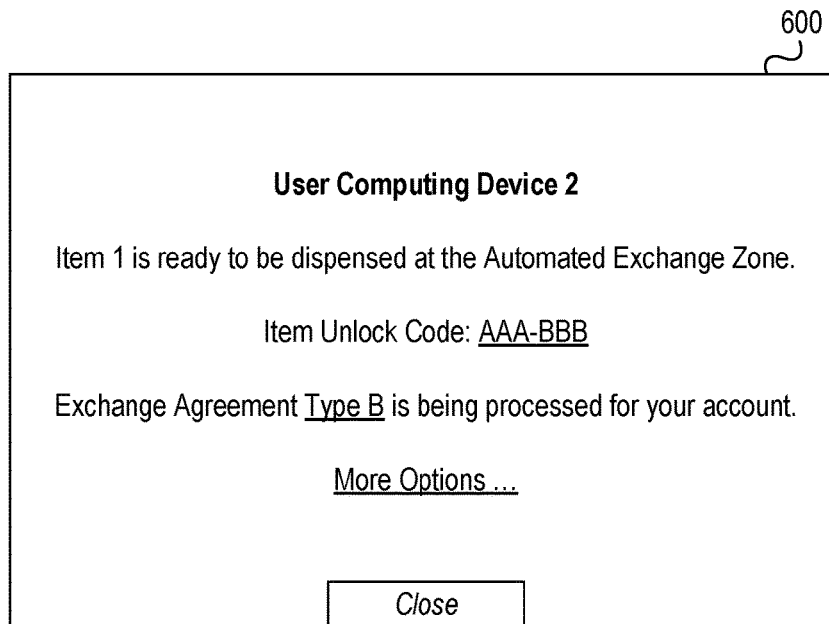 600
User Computing Device 2
Item 1 is ready to be dispensed at the Automated Exchange Zone.
Item Unlock Code: AAA-BBB
Exchange Agreement Type B is being processed for your account.
More Options ...
Close